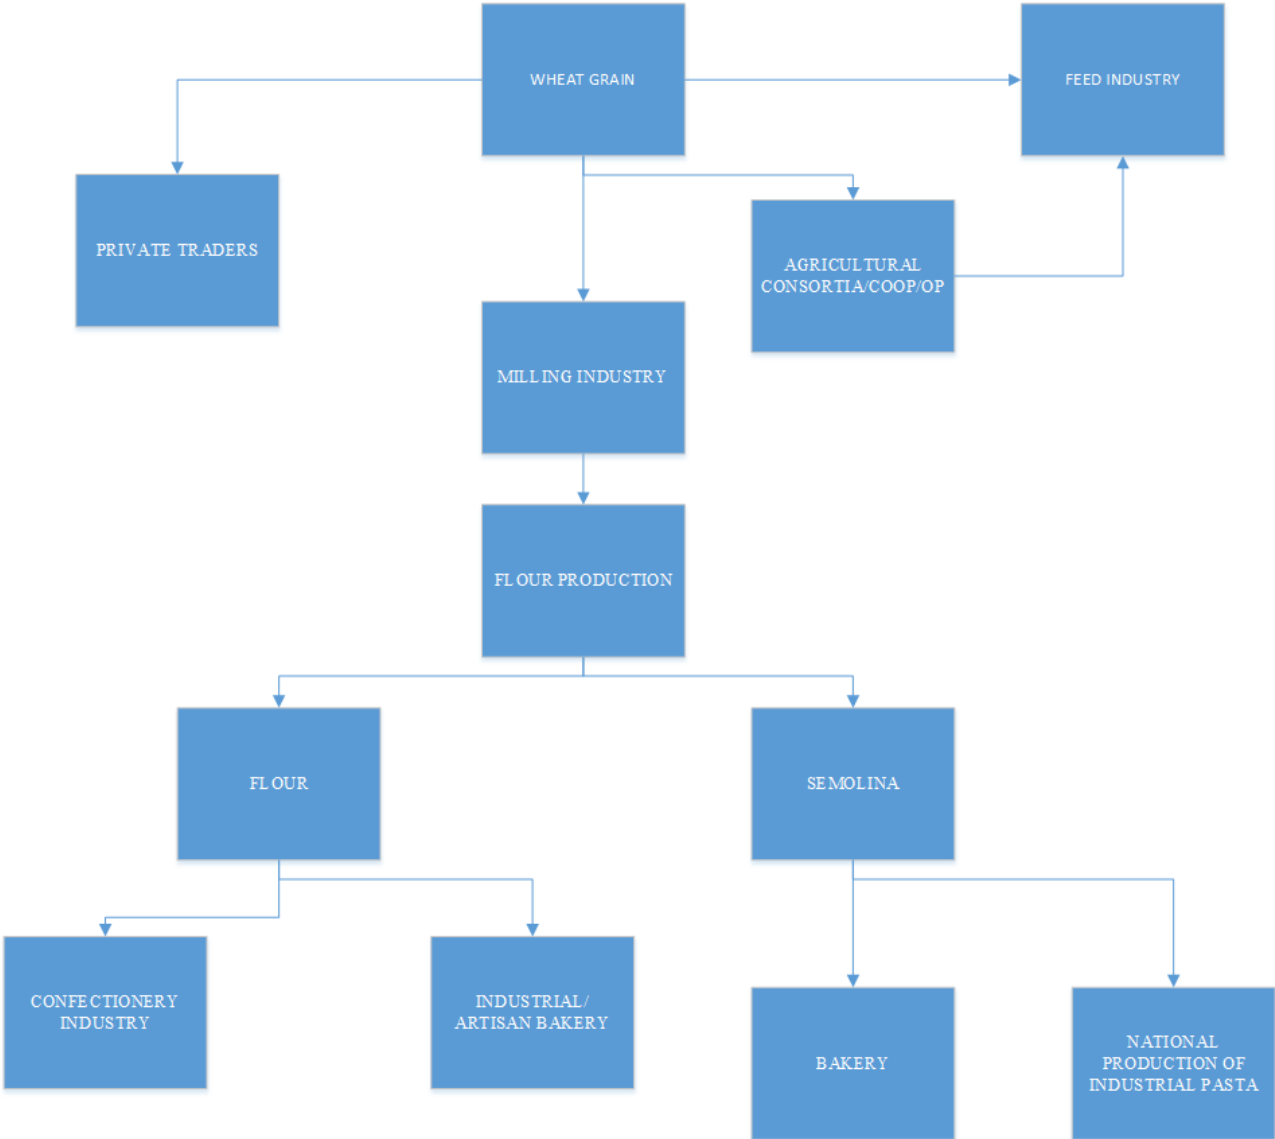 WHEAT GRAIN
FEED INDUSTRY
PRIVATE TRADERS
AGRICULTURAL
CONSORTIA/COOP/OP
MILLING INDUSTRY
FLOUR PRODUCTION
FLOUR
SEMOLINA
CONFECTIONERY
INDUSTRY
INDUSTRIAL/
ARTISAN BAKERY
BAKERY
NATIONAL
PRODUCTION OF
INDUSTRIAL PASTA